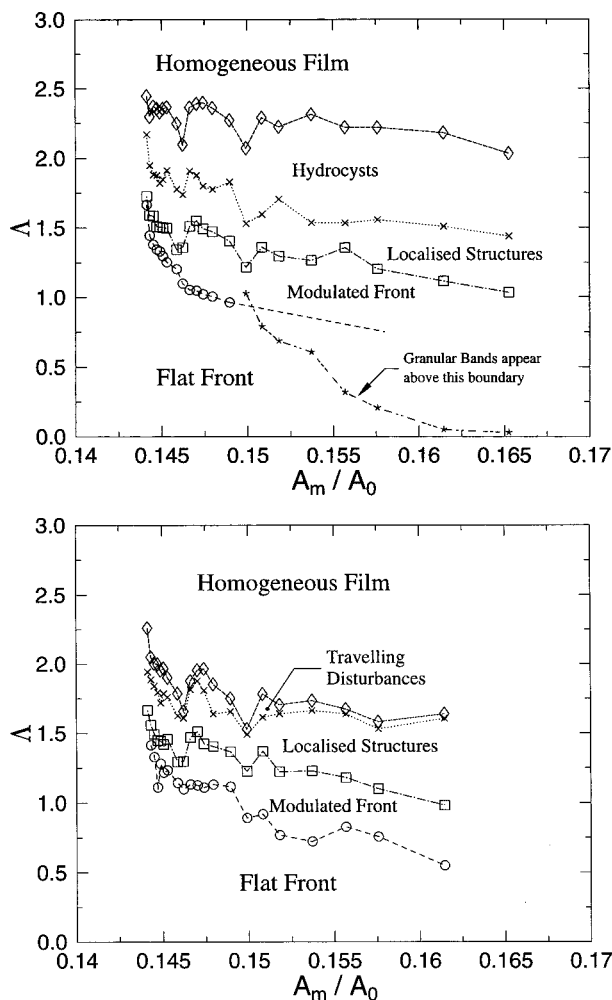 3.0
Homogeneous Film
2.5
2.0
Hydrocysts
Λ
1.5
Localised Structures
Modulated Front
1.0
Flat Front
Granular Bands appear
above this boundary
0.5
0.0
0.14 0.145 0.15 0.155 0.16 0.165 0.17
Am / A0
3.0
Homogeneous Film
2.5
2.0
Travelling
Disturbances
Λ
1.5
Localised Structures
1.0
Modulated Front
0.5
Flat Front
0.0
0.14 0.145 0.15 0.155 0.16 0.165 0.17
Am / A0